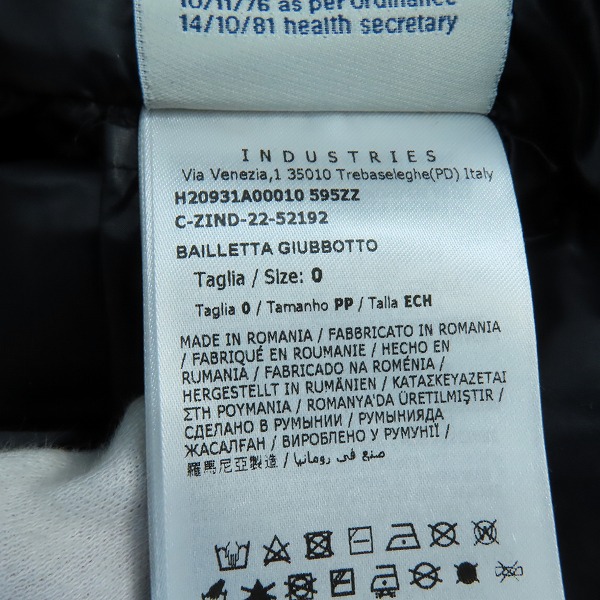 10/11/76 as per ordinance
14/10/81 health secretary
INDUSTRIES
Via Venezia,1 35010 Trebaseleghe(PD) Italy
H20931A00010 595ZZ
C-ZIND-22-52192
BAILLETTA GIUBBOTTO
Taglia / Size: 0
Taglia 0 / Tamanho PP / Talla ECH
MADE IN ROMANIA / FABBRICATO IN ROMANIA
/ FABRIQUÉ EN ROUMANIE / HECHO EN
RUMANIÁ / FABRICADO NA ROMÉNIA /
HERGESTELLT IN RUMÄNIEN / ΚΑΤΑΣΚΕΥΑΖΕΤΑΙ
ΣΤΗ ΡΟΥΜΑΝΙΑ / ROMANYA'DA ÜRETILMIŞTIR /
СДЕЛАНО В РУМЫНИИ / РУМЫНИЯДА
ЖАСАЛҒАН / ВИРОБЛЕНО У РУМУНІЇ /
羅馬尼亞製造 / صنع في رومانيا